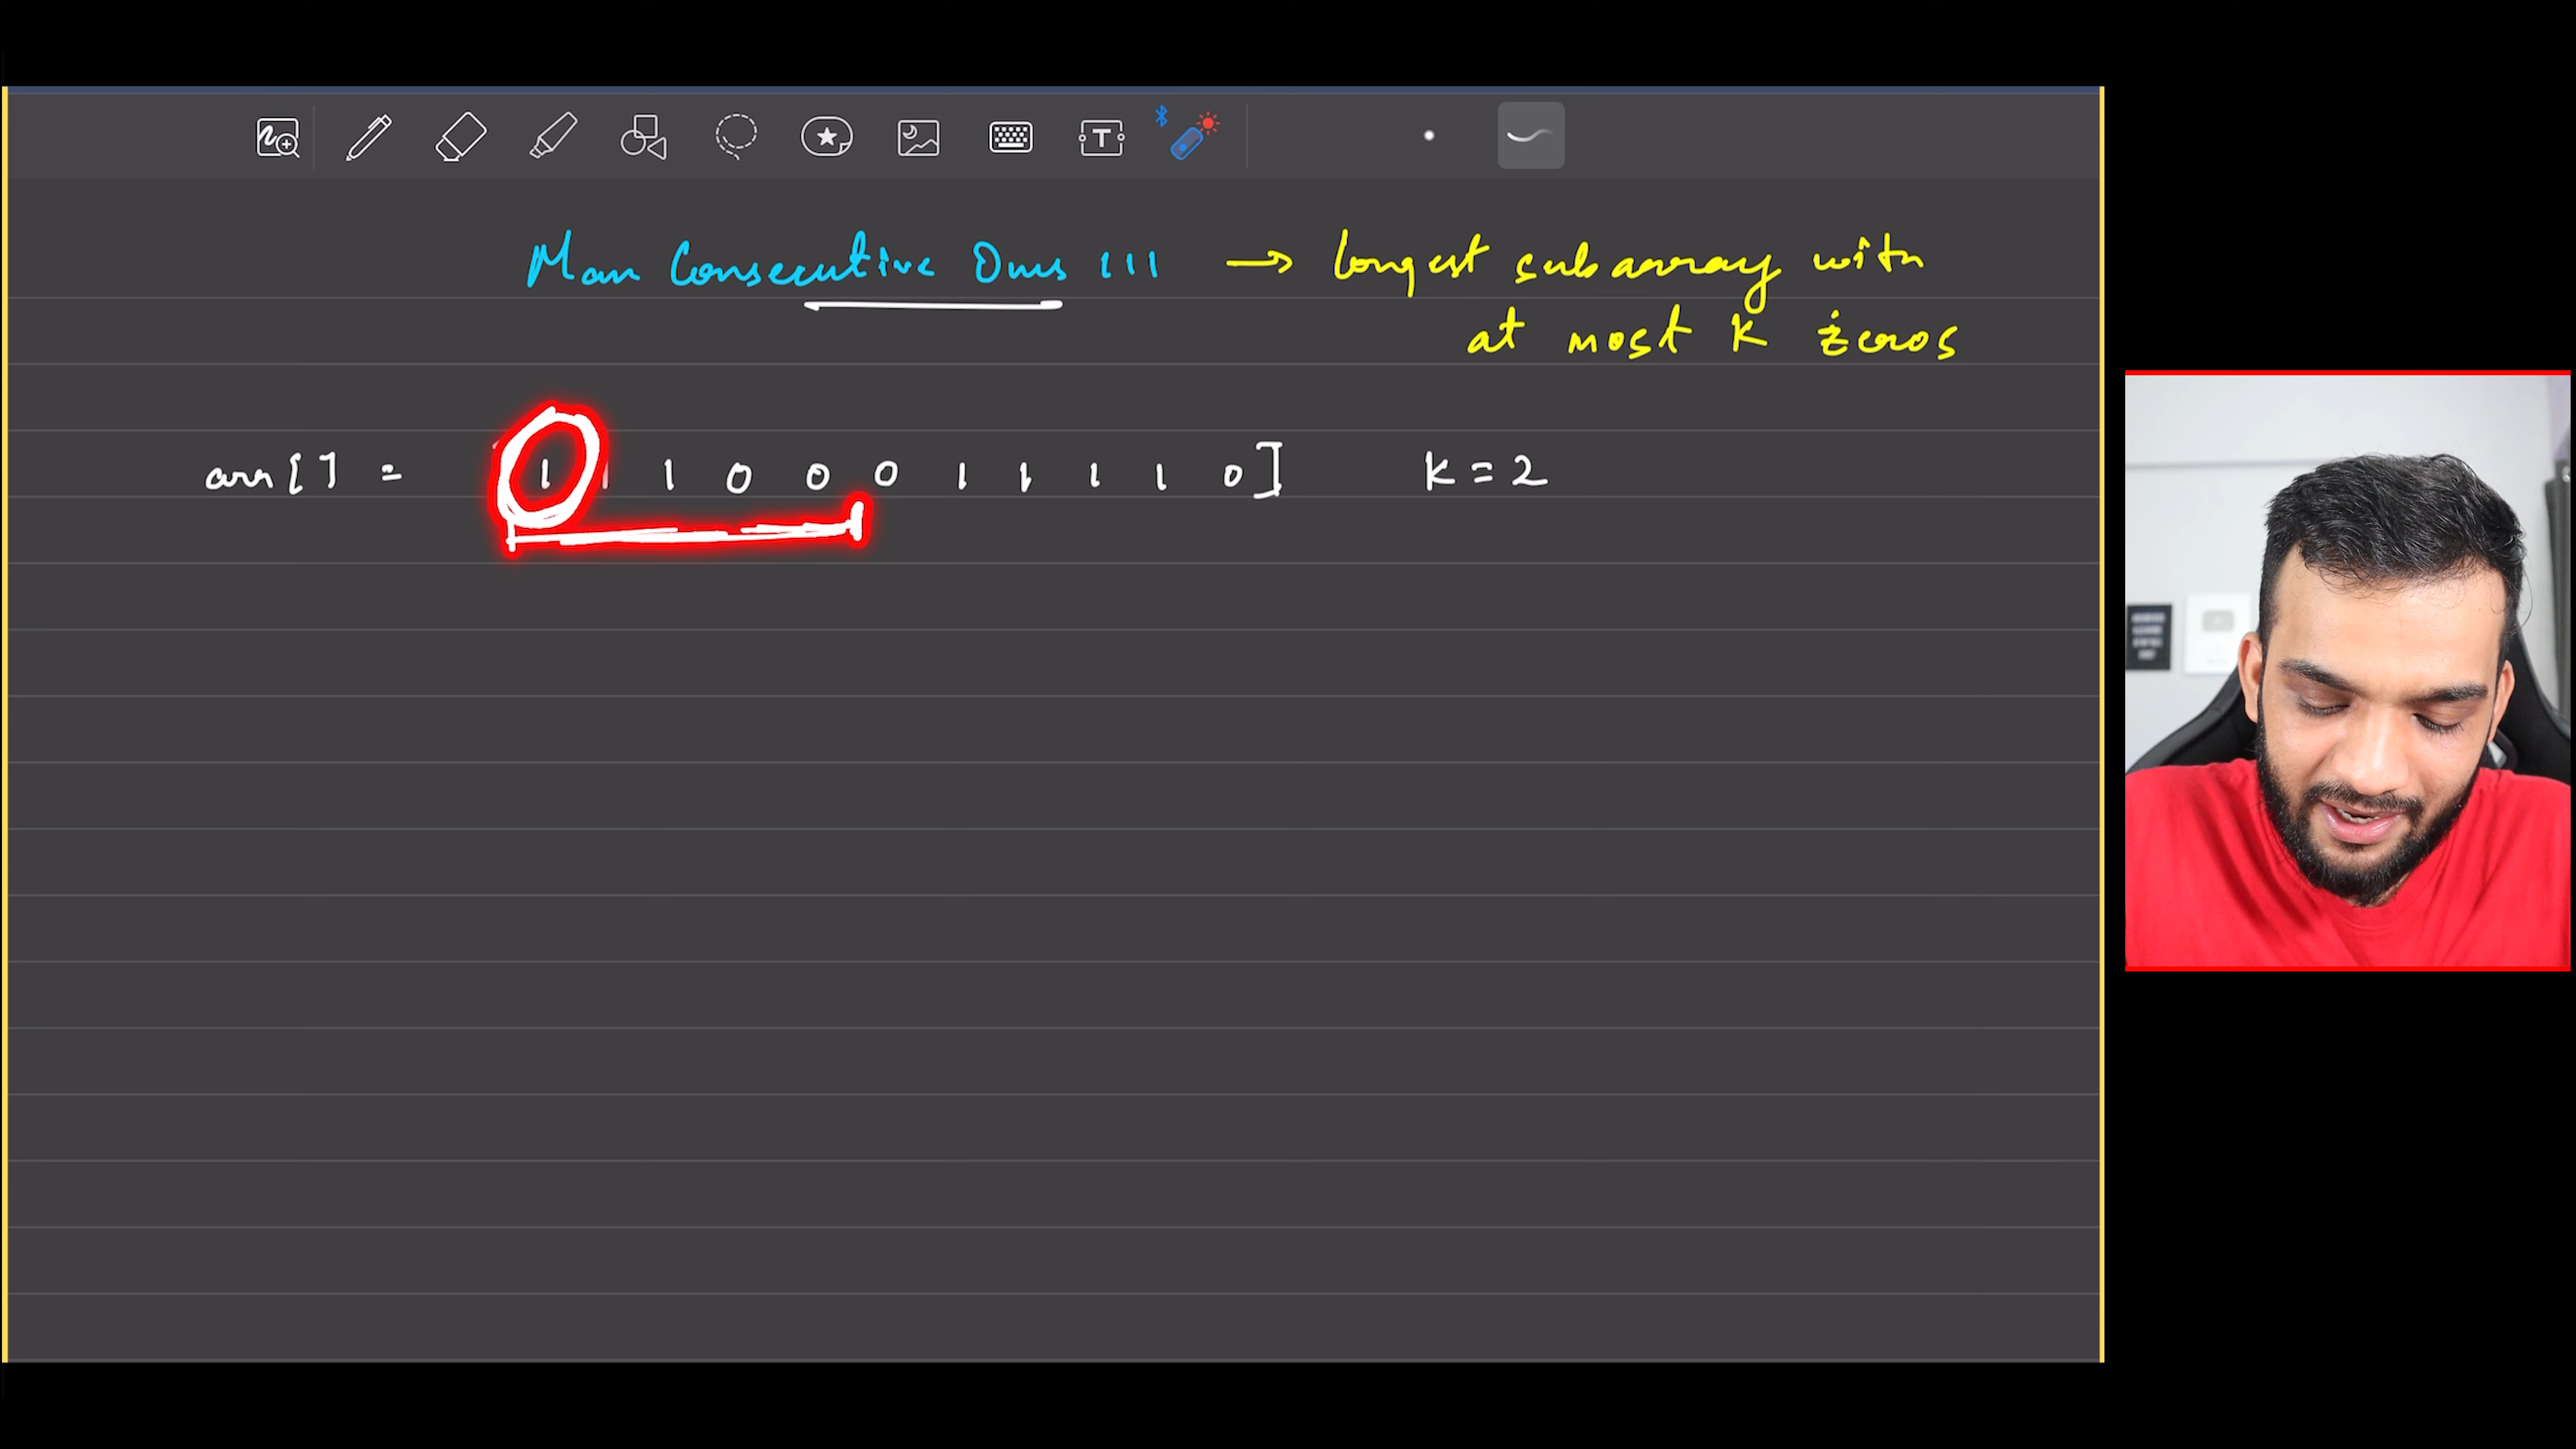 Max Consecutive Ones III → longest subarray with
at most K zeros
arr[] = [1 1 1 0 0 0 1 1 1 1 0] K = 2